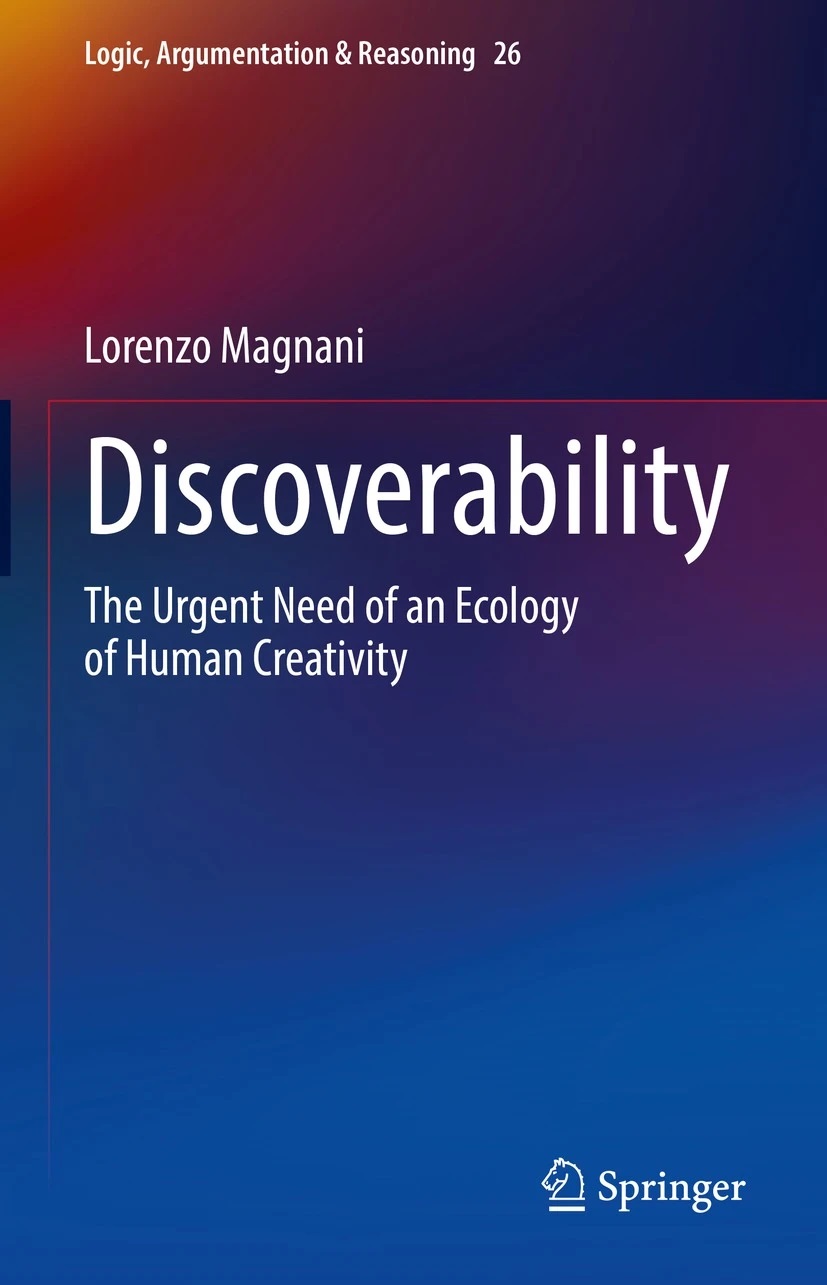 Logic, Argumentation & Reasoning 26
Lorenzo Magnani
Discoverability
The Urgent Need of an Ecology
of Human Creativity
Springer